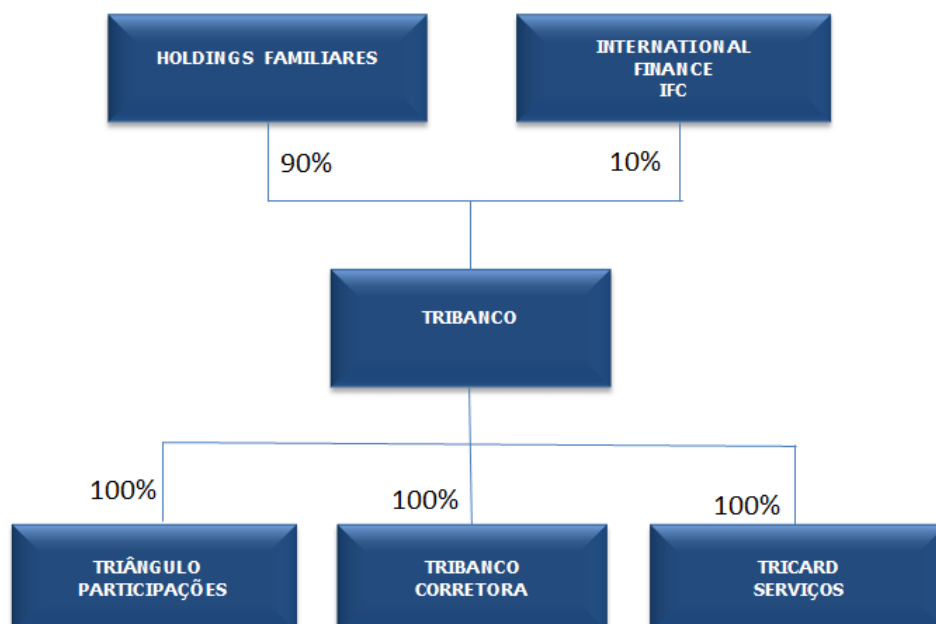 HOLDINGS FAMILIARES
INTERNATIONAL
FINANCE
IFC
90%
10%
TRIBANCO
100%
100%
100%
TRIÂNGULO
PARTICIPAÇÕES
TRIBANCO
CORRETORA
TRICARD
SERVIÇOS